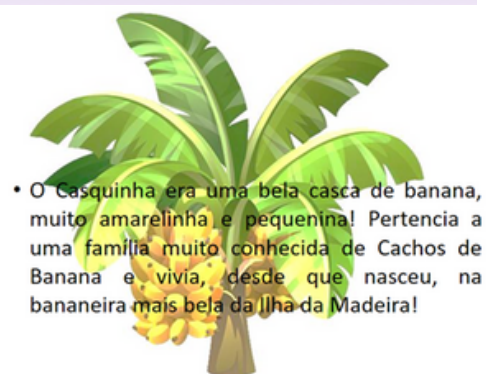 • O Casquinha era uma bela casca de banana,
muito amarelinha e pequenina! Pertencia a
uma família muito conhecida de Cachos de
Banana e vivia, desde que nasceu, na
bananeira mais bela da Ilha da Madeira!